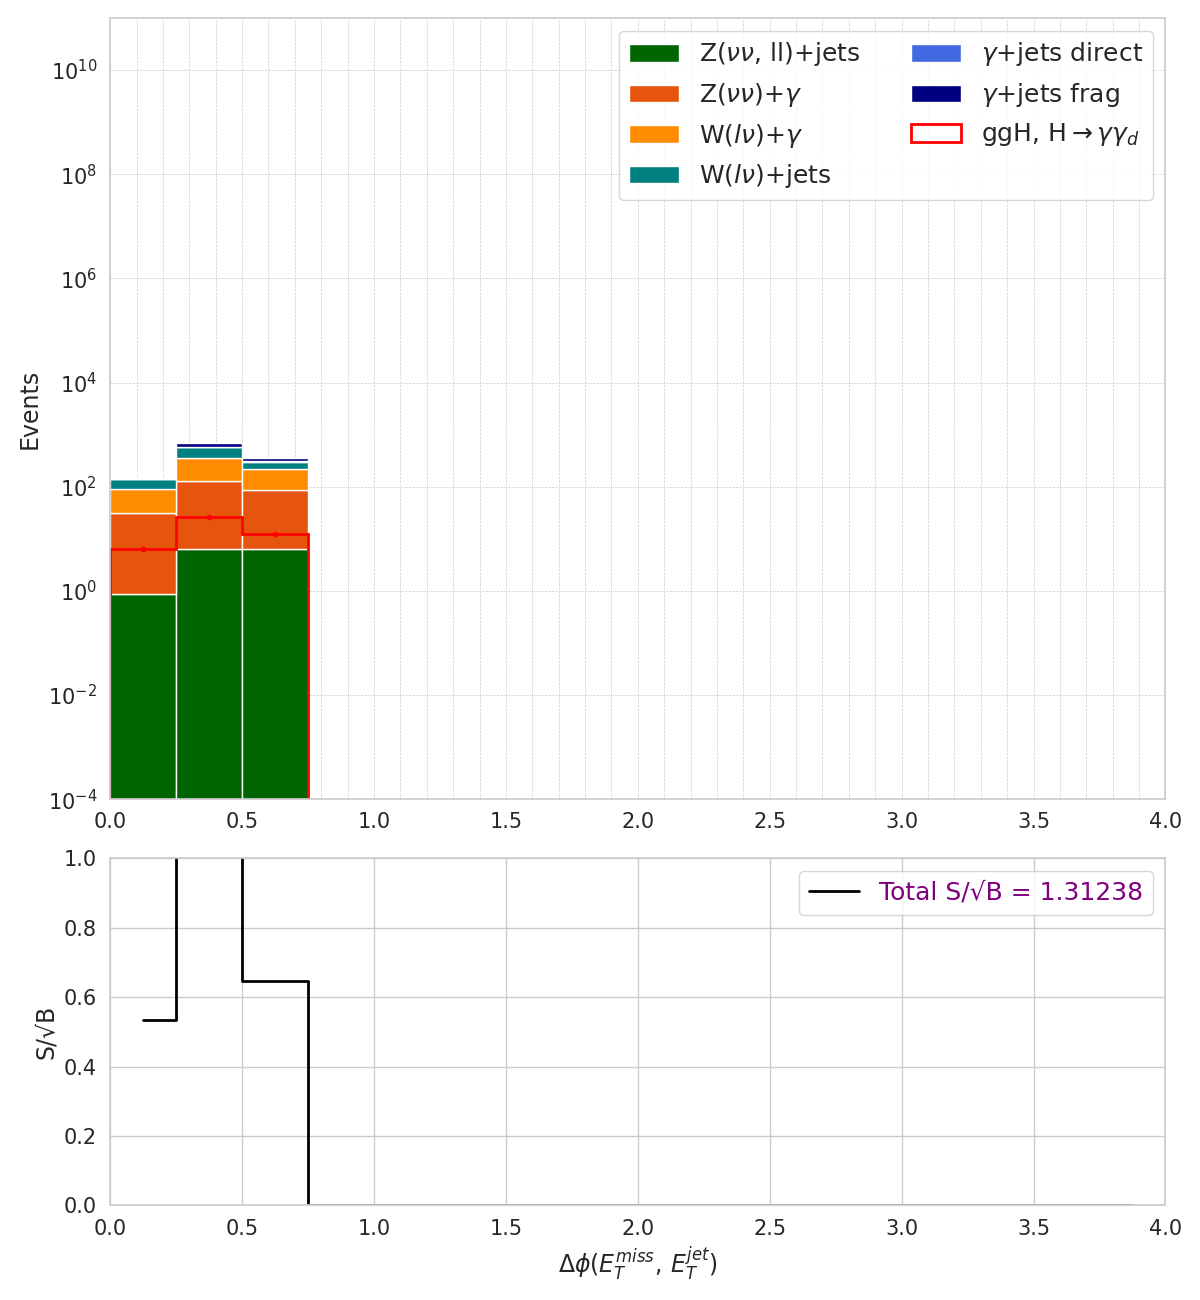 Z(νν, ll)+jets
Z(νν)+γ
W(lν)+γ
W(lν)+jets
γ+jets direct
γ+jets frag
ggH, H→γγ_d
Events
10^10
10^8
10^6
10^4
10^2
10^0
10^−2
10^−4
0.0 0.5 1.0 1.5 2.0 2.5 3.0 3.5 4.0
Total S/√B = 1.31238
S/√B
1.0
0.8
0.6
0.4
0.2
0.0
0.0 0.5 1.0 1.5 2.0 2.5 3.0 3.5 4.0
Δϕ(E_T^miss, E_T^jet)